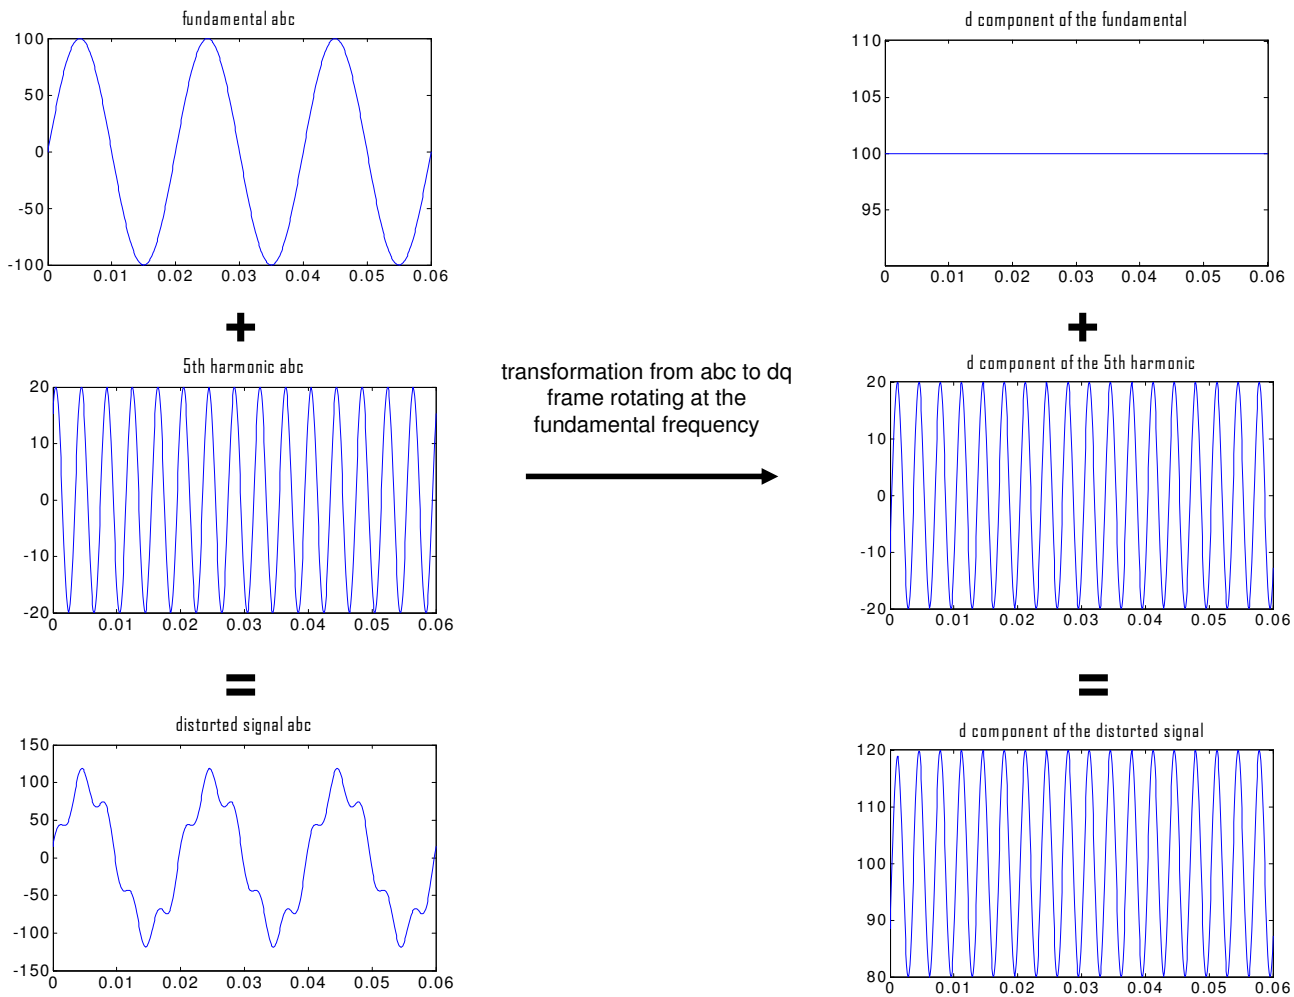 fundamental abc
100
50
0
-50
-100
0 0.01 0.02 0.03 0.04 0.05 0.06
+
5th harmonic abc
20
10
0
-10
-20
0 0.01 0.02 0.03 0.04 0.05 0.06
=
distorted signal abc
150
100
50
0
-50
-100
-150
0 0.01 0.02 0.03 0.04 0.05 0.06
transformation from abc to dq
frame rotating at the
fundamental frequency
d component of the fundamental
110
105
100
95
0 0.01 0.02 0.03 0.04 0.05 0.06
+
d component of the 5th harmonic
20
10
0
-10
-20
0 0.01 0.02 0.03 0.04 0.05 0.06
=
d component of the distorted signal
120
110
100
90
80
0 0.01 0.02 0.03 0.04 0.05 0.06